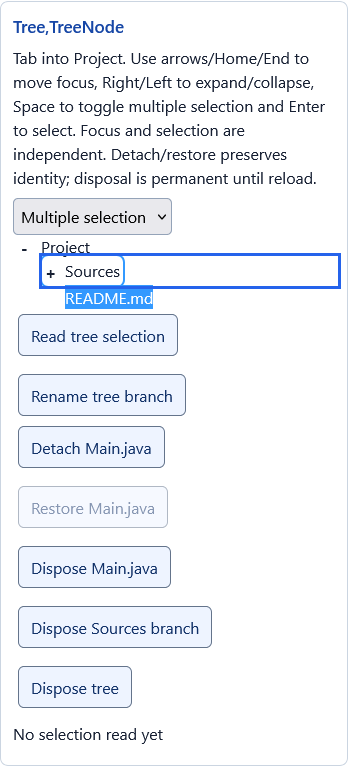 Tree,TreeNode
Tab into Project. Use arrows/Home/End to
move focus, Right/Left to expand/collapse,
Space to toggle multiple selection and Enter
to select. Focus and selection are
independent. Detach/restore preserves
identity; disposal is permanent until reload.
Multiple selection
- Project
+ Sources
README.md
Read tree selection
Rename tree branch
Detach Main.java
Restore Main.java
Dispose Main.java
Dispose Sources branch
Dispose tree
No selection read yet